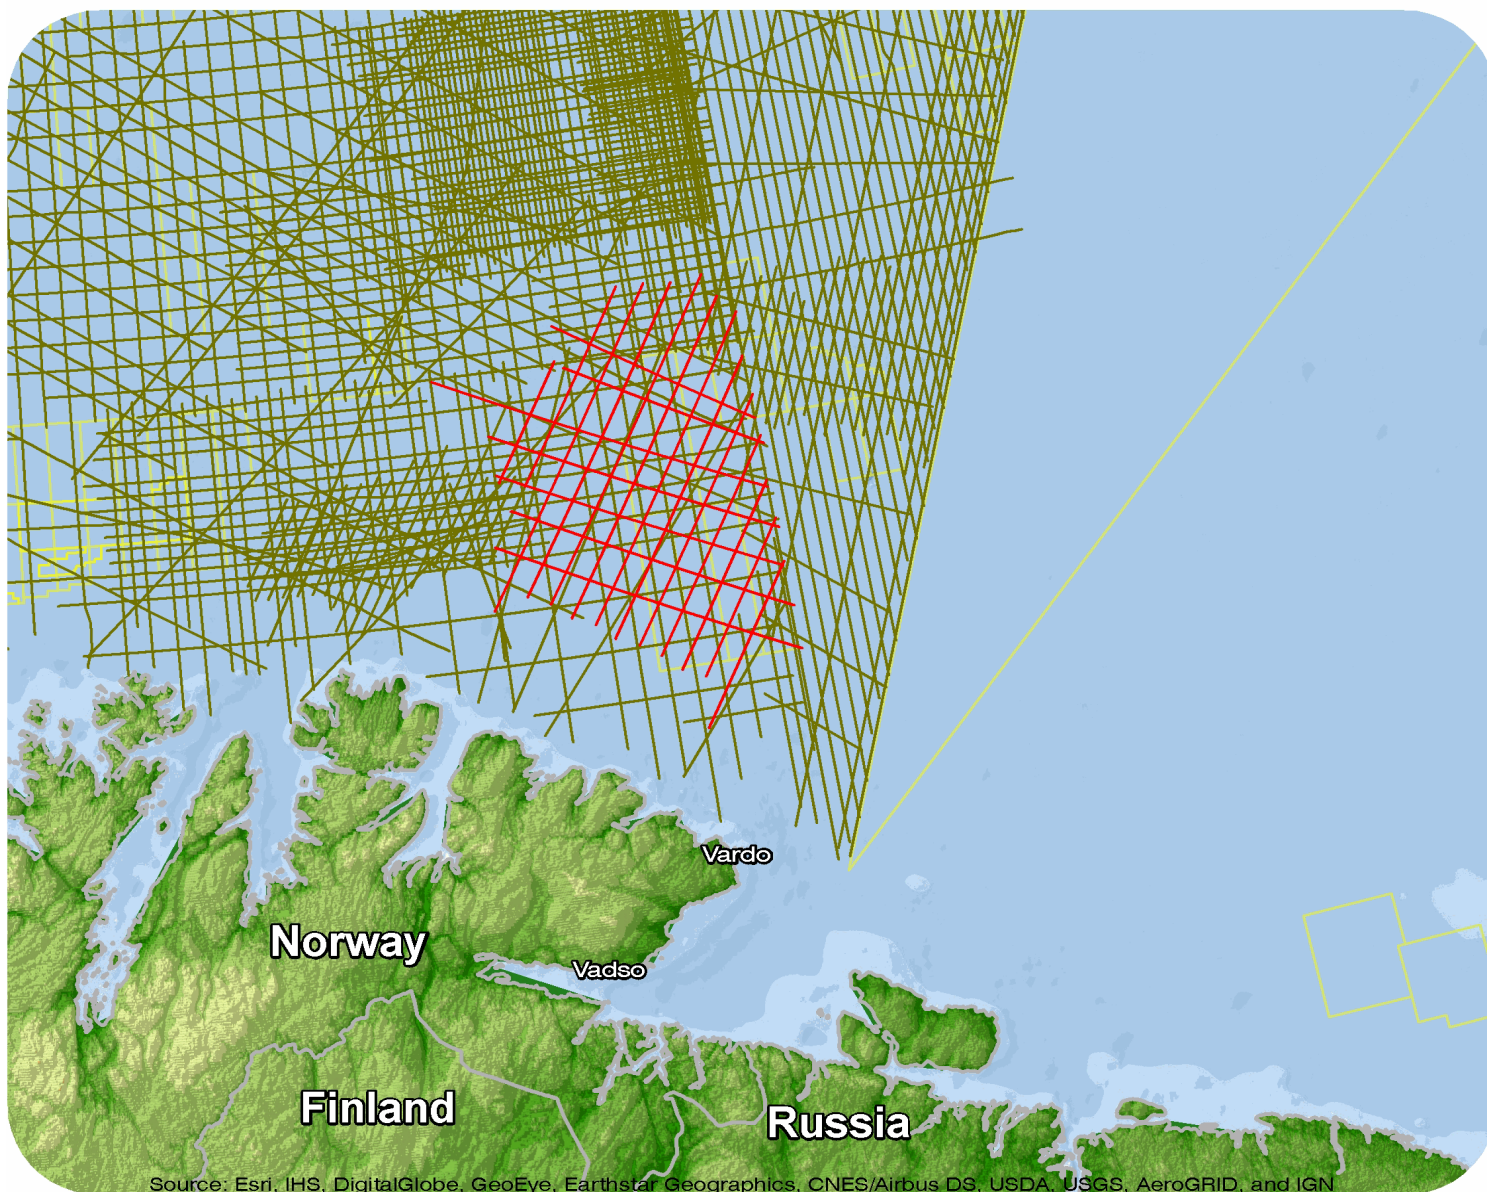 Vardo
Norway
Vadso
Finland
Russia
Source: Esri, IHS, DigitalGlobe, GeoEye, Earthstar Geographics, CNES/Airbus DS, USDA, USGS, AeroGRID, and IGN